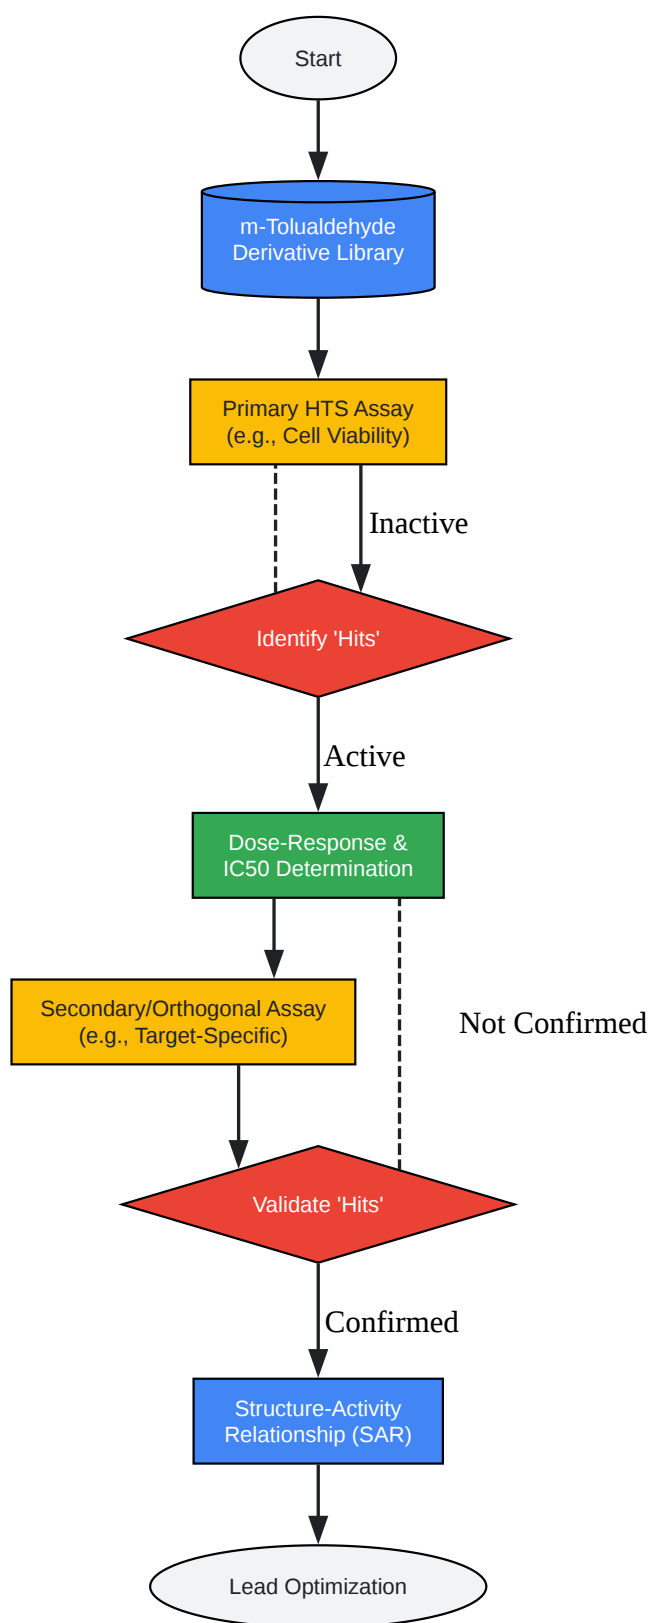 Start
m-Tolualdehyde
Derivative Library
Primary HTS Assay
(e.g., Cell Viability)
Inactive
Identify 'Hits'
Active
Dose-Response &
IC50 Determination
Secondary/Orthogonal Assay
(e.g., Target-Specific)
Not Confirmed
Validate 'Hits'
Confirmed
Structure-Activity
Relationship (SAR)
Lead Optimization